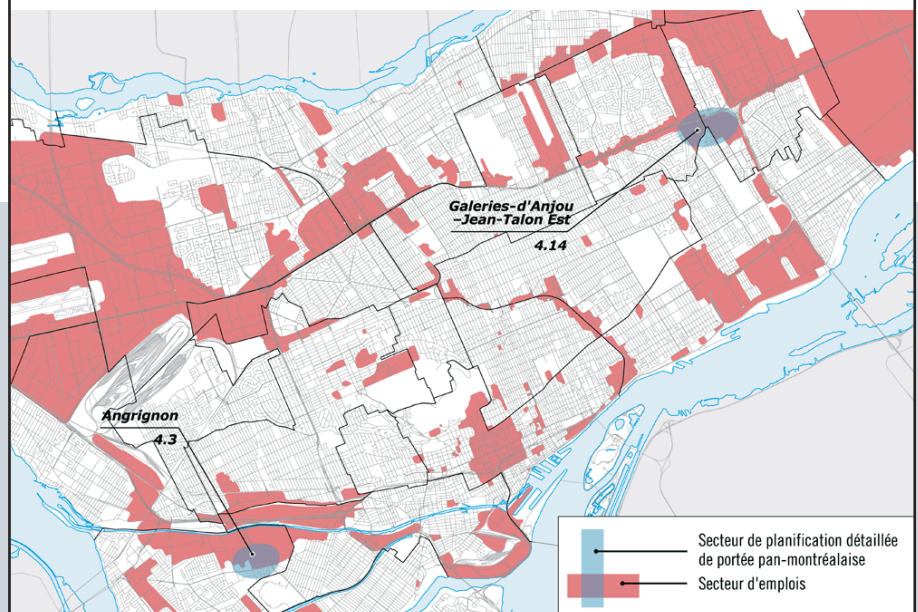 Galeries-d'Anjou
–Jean-Talon Est
4.14
Angrignon
4.3
Secteur de planification détaillée
de portée pan-montréalaise
Secteur d'emplois